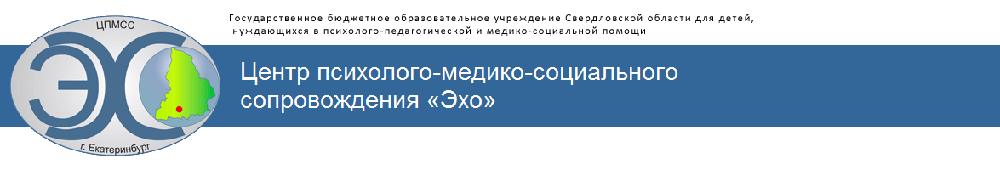 Государственное бюджетное образовательное учреждение Свердловской области для детей,
нуждающихся в психолого-педагогической и медико-социальной помощи
ЦПМСС
ЭХ
Центр психолого-медико-социального
сопровождения «Эхо»
г. Екатеринбург